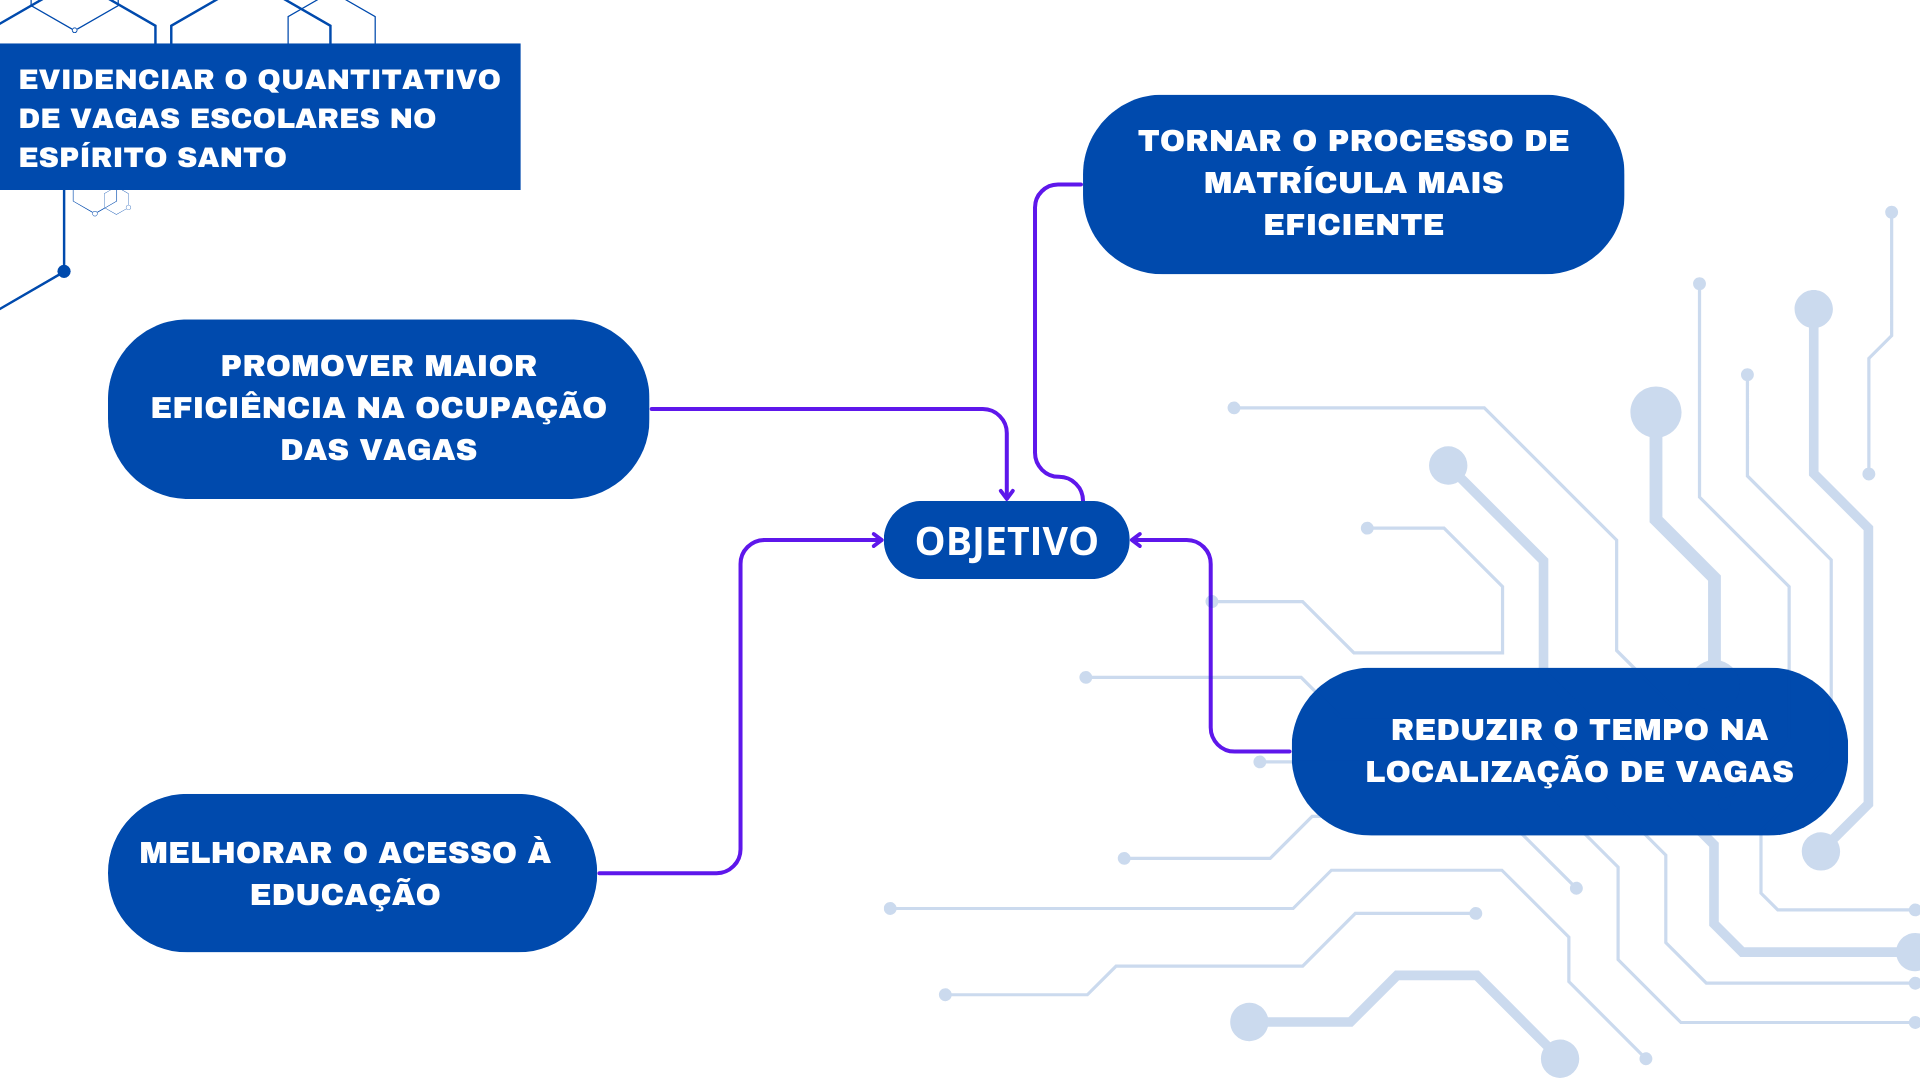 EVIDENCIAR O QUANTITATIVO
DE VAGAS ESCOLARES NO
ESPÍRITO SANTO
TORNAR O PROCESSO DE
MATRÍCULA MAIS
EFICIENTE
PROMOVER MAIOR
EFICIÊNCIA NA OCUPAÇÃO
DAS VAGAS
OBJETIVO
REDUZIR O TEMPO NA
LOCALIZAÇÃO DE VAGAS
MELHORAR O ACESSO À
EDUCAÇÃO